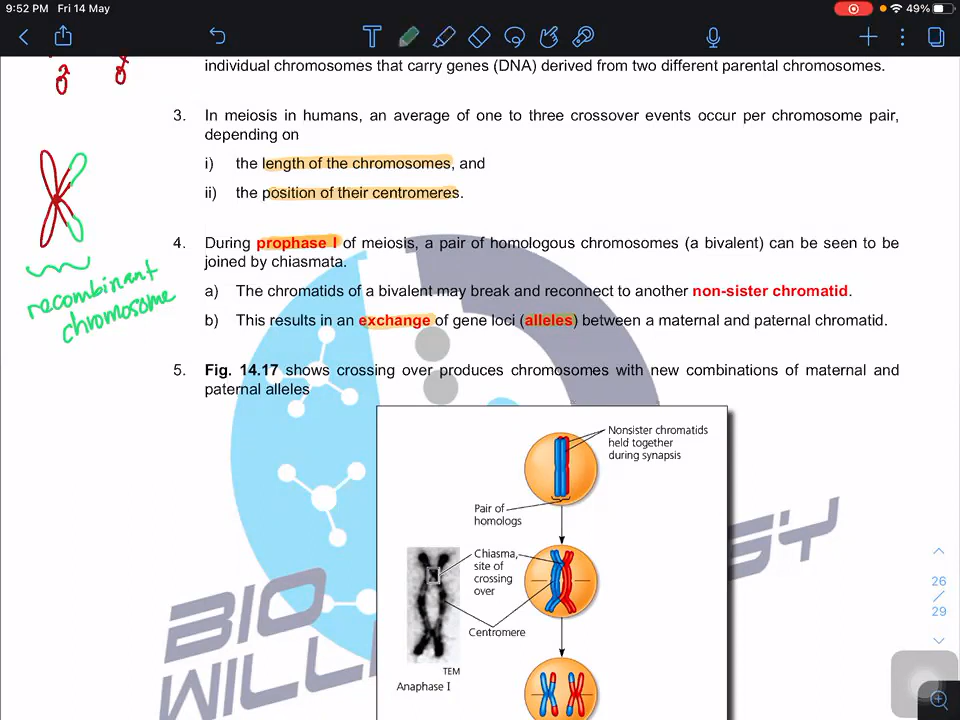 9:52 PM Fri 14 May
49%
individual chromosomes that carry genes (DNA) derived from two different parental chromosomes.
3. In meiosis in humans, an average of one to three crossover events occur per chromosome pair,
depending on
i) the length of the chromosomes, and
ii) the position of their centromeres.
4. During prophase I of meiosis, a pair of homologous chromosomes (a bivalent) can be seen to be
joined by chiasmata.
recombinant
chromosome
a) The chromatids of a bivalent may break and reconnect to another non-sister chromatid.
b) This results in an exchange of gene loci (alleles) between a maternal and paternal chromatid.
5. Fig. 14.17 shows crossing over produces chromosomes with new combinations of maternal and
paternal alleles
Nonsister chromatids
held together
during synapsis
Pair of
homologs
Chiasma,
site of
crossing
over
Centromere
TEM
Anaphase I
26
/
29
BIO